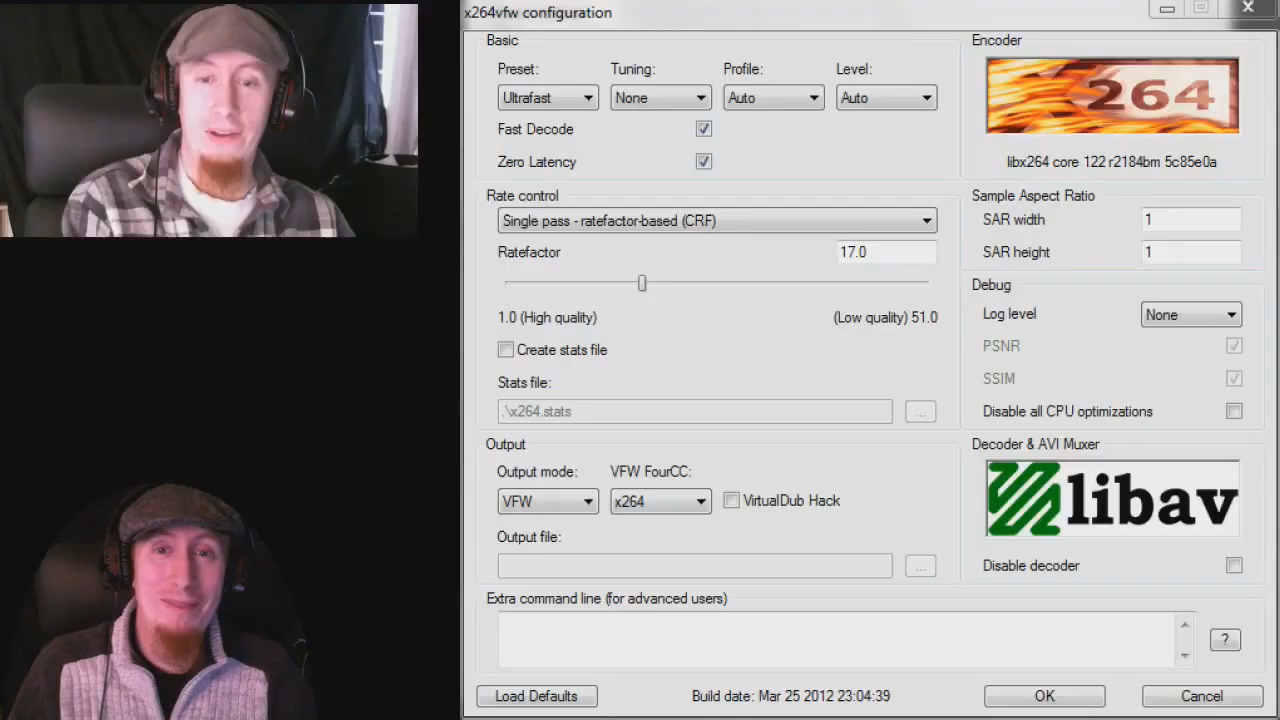 x264vfw configuration
Basic
Preset: Tuning: Profile: Level:
Ultrafast None Auto Auto
Fast Decode
Zero Latency
Rate control
Single pass - ratefactor-based (CRF)
Ratefactor 17.0
1.0 (High quality) (Low quality) 51.0
Create stats file
Stats file:
.\x264.stats
...
Output
Output mode: VFW FourCC:
VFW x264 VirtualDub Hack
Output file:
...
Extra command line (for advanced users)
?
Load Defaults Build date: Mar 25 2012 23:04:39 OK Cancel
Encoder
264
libx264 core 122 r2184bm 5c85e0a
Sample Aspect Ratio
SAR width 1
SAR height 1
Debug
Log level None
PSNR
SSIM
Disable all CPU optimizations
Decoder & AVI Muxer
libav
Disable decoder